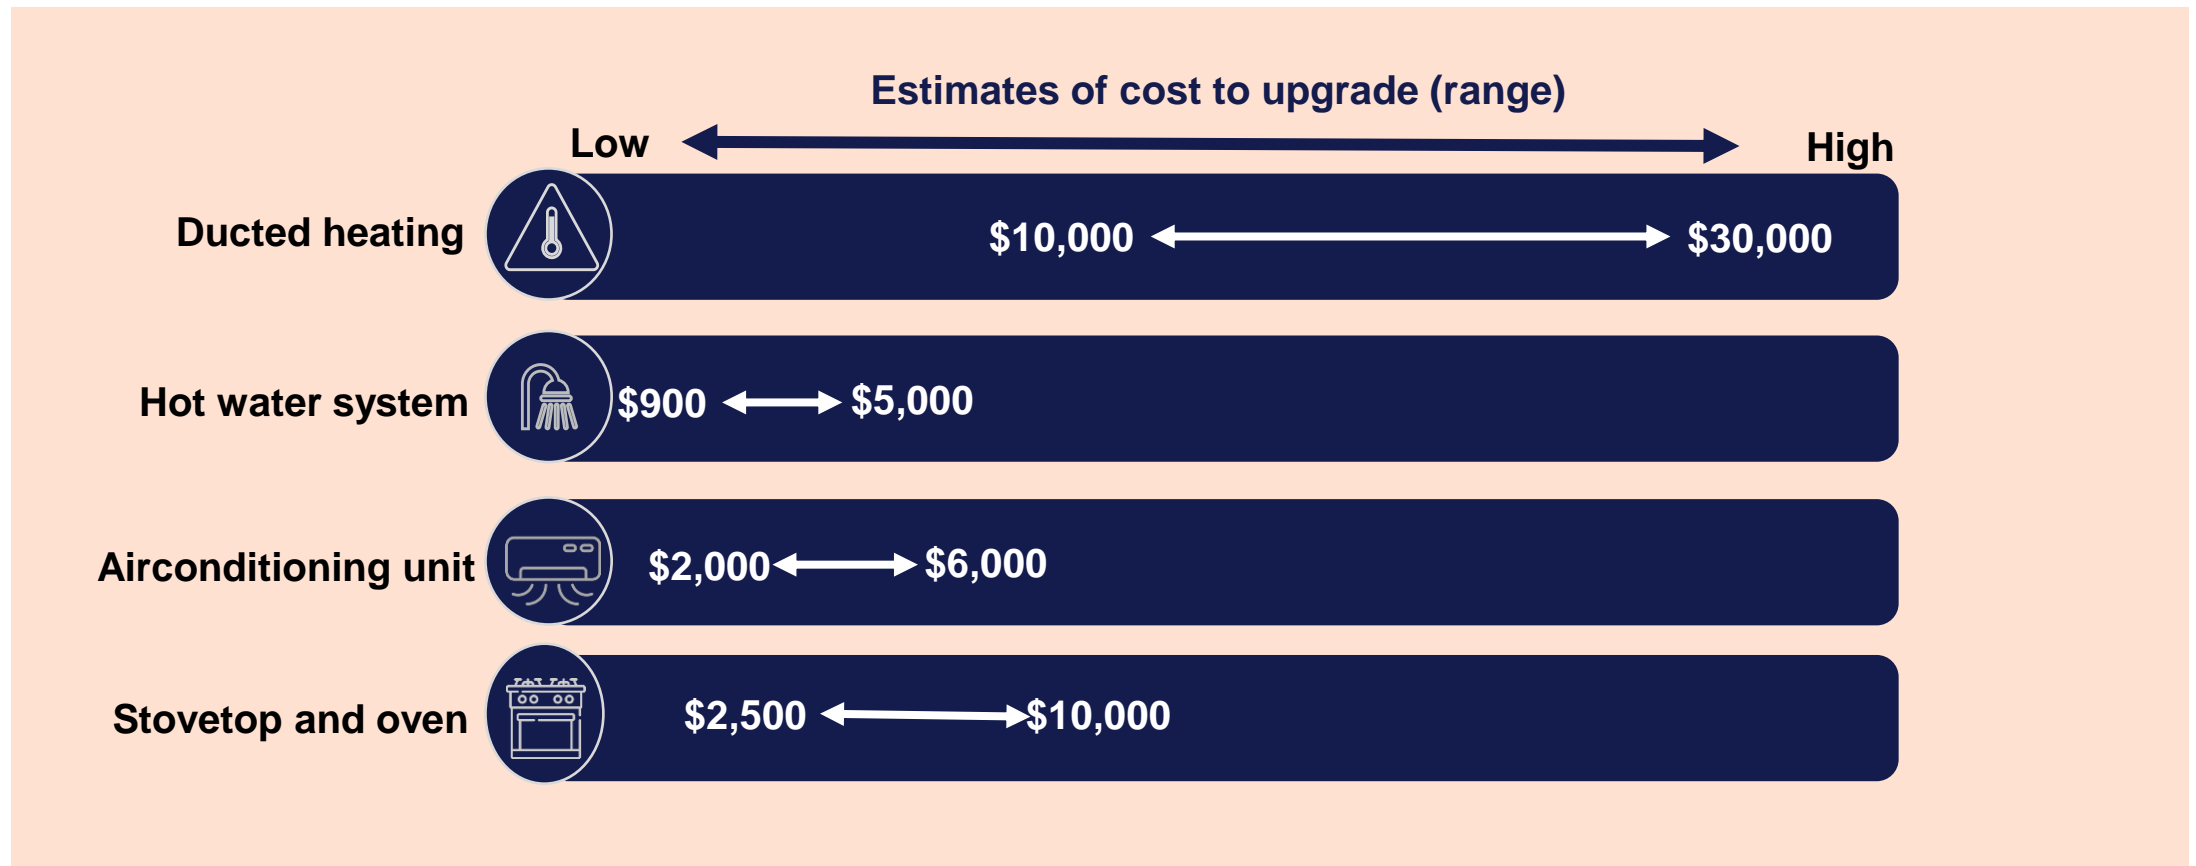 Estimates of cost to upgrade (range)
Low
High
Ducted heating
$10,000
$30,000
Hot water system
$900
$5,000
Airconditioning unit
$2,000
$6,000
Stovetop and oven
$2,500
$10,000